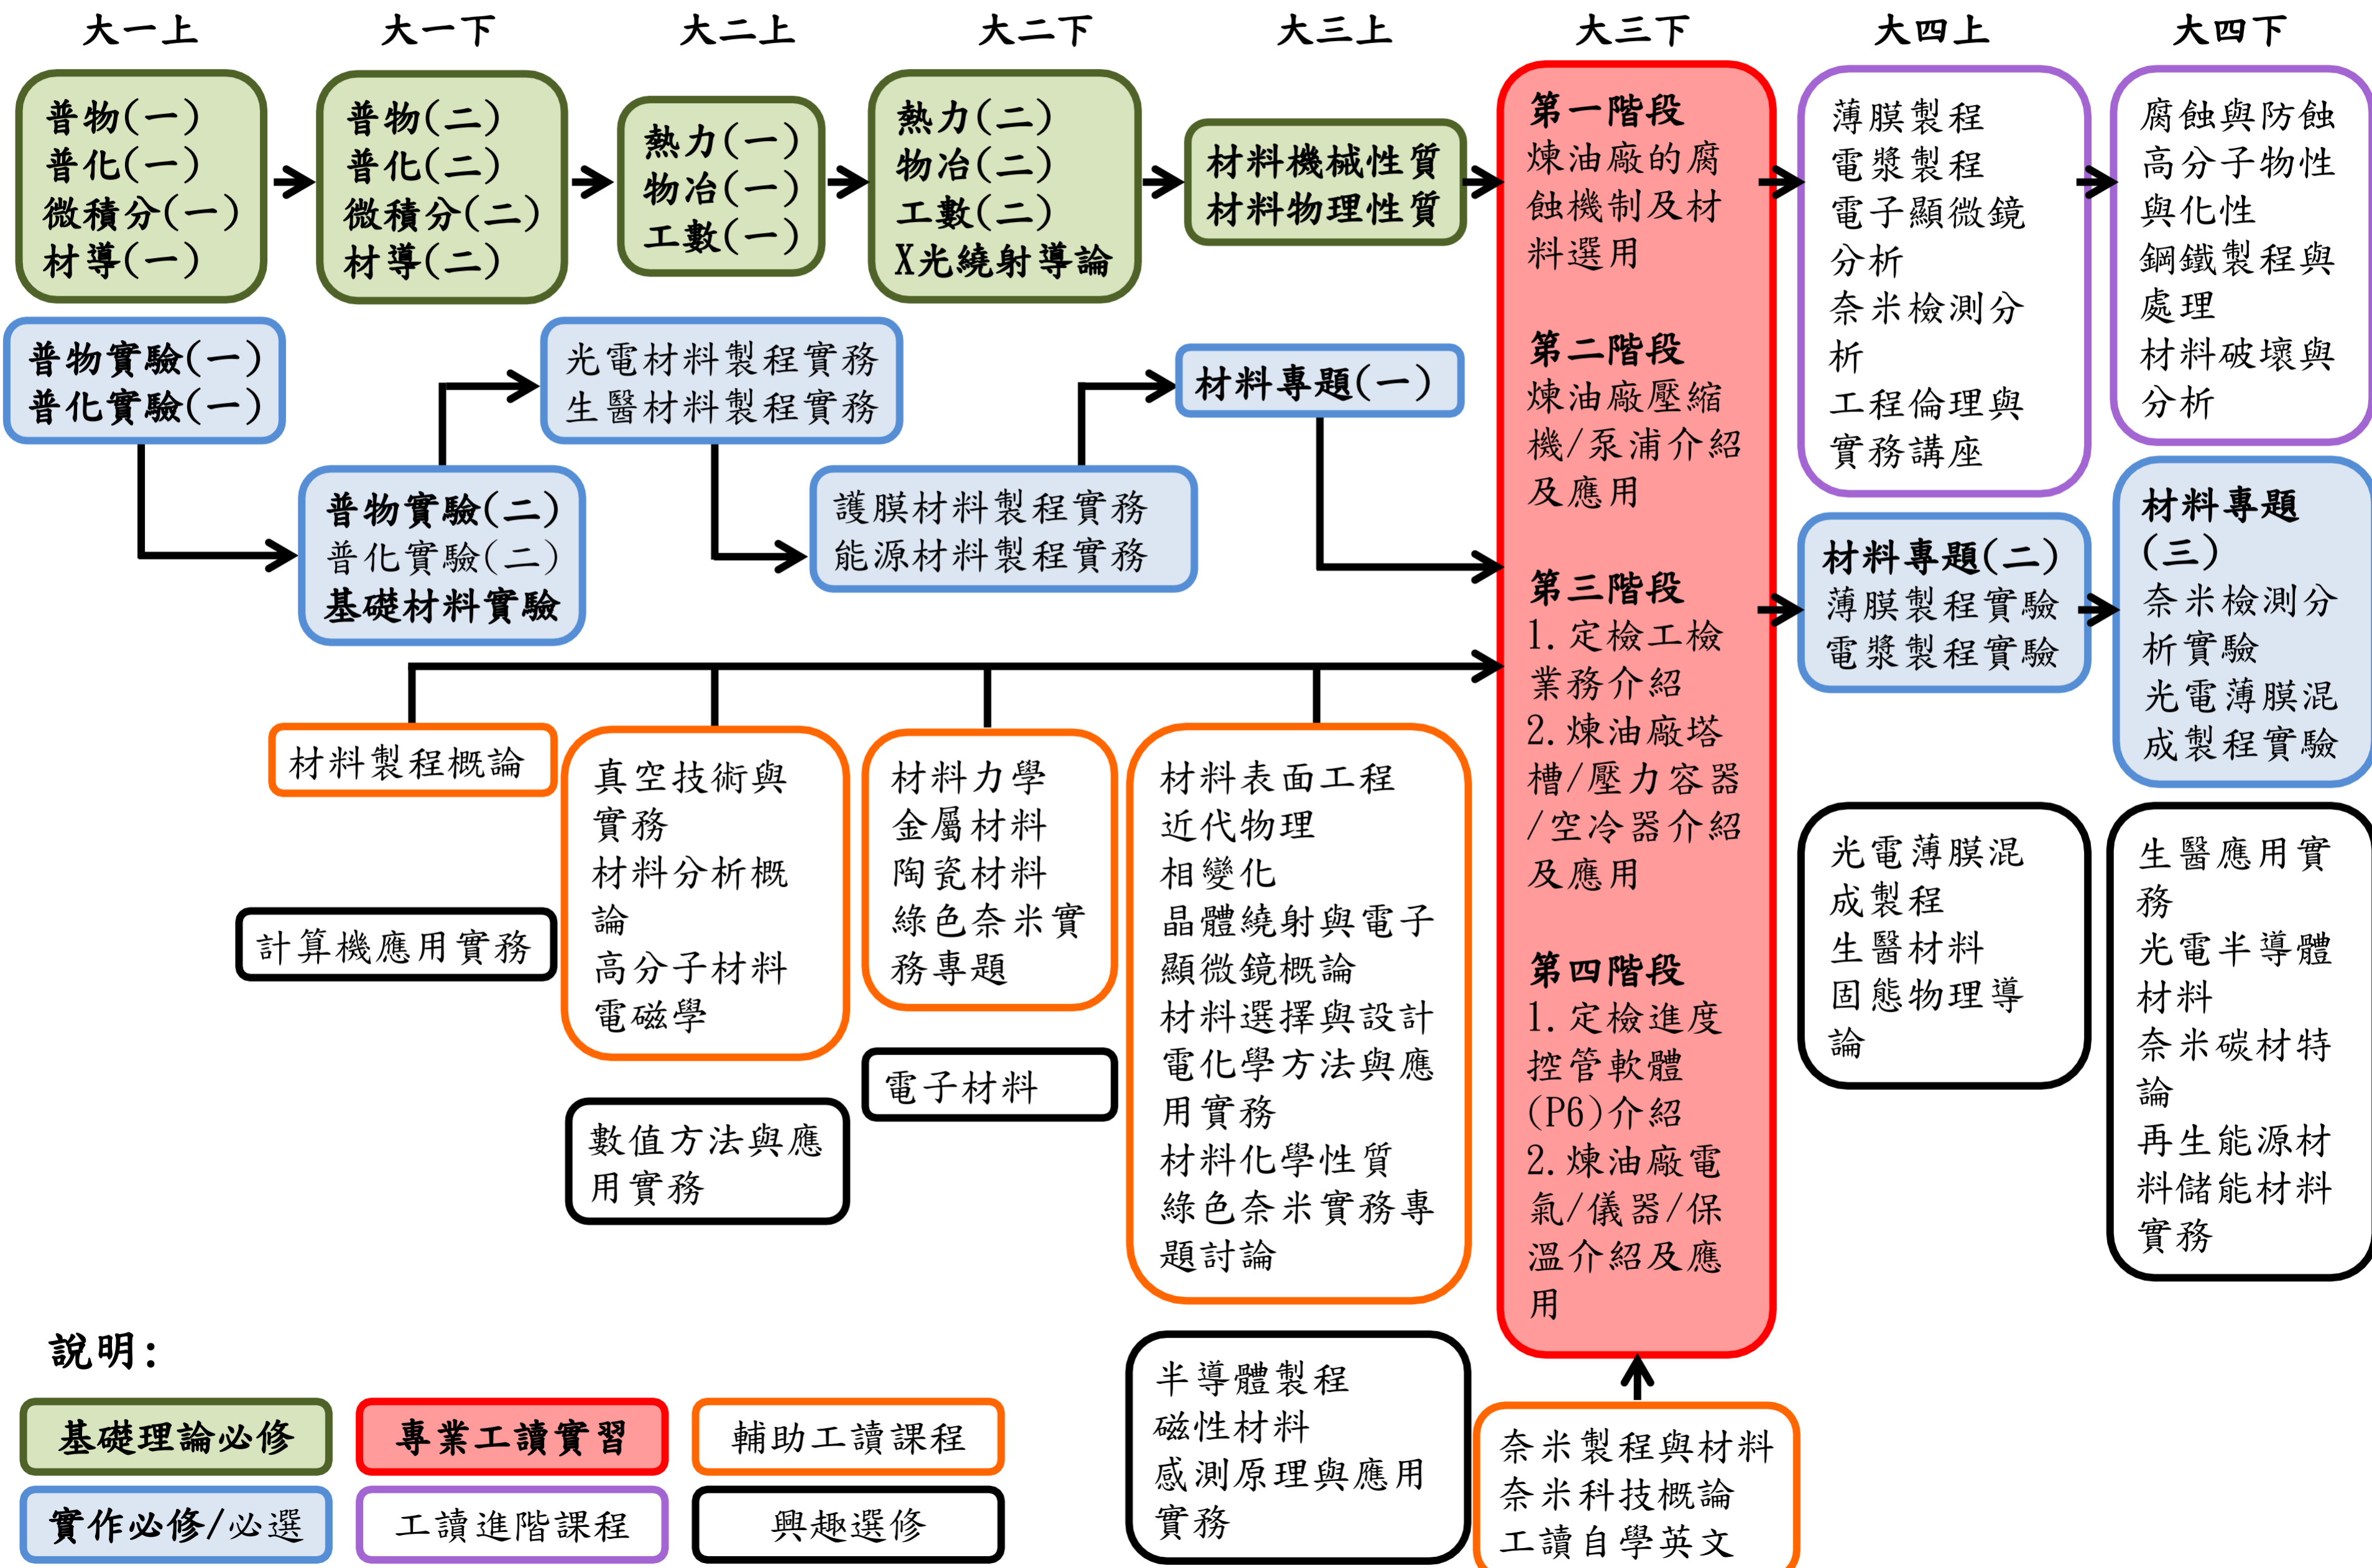 大一上
大一下
大二上
大二下
大三上
大三下
大四上
大四下
普物(一)
普化(一)
微積分(一)
材導(一)
普物(二)
普化(二)
微積分(二)
材導(二)
熱力(一)
物冶(一)
工數(一)
熱力(二)
物冶(二)
工數(二)
X光繞射導論
材料機械性質
材料物理性質
第一階段
煉油廠的腐
蝕機制及材
料選用
第二階段
煉油廠壓縮
機/泵浦介紹
及應用
第三階段
1.定檢工檢
業務介紹
2.煉油廠塔
槽/壓力容器
/空冷器介紹
及應用
第四階段
1.定檢進度
控管軟體
(P6)介紹
2.煉油廠電
氣/儀器/保
溫介紹及應
用
薄膜製程
電漿製程
電子顯微鏡
分析
奈米檢測分
析
工程倫理與
實務講座
腐蝕與防蝕
高分子物性
與化性
鋼鐵製程與
處理
材料破壞與
分析
普物實驗(一)
普化實驗(一)
普物實驗(二)
普化實驗(二)
基礎材料實驗
光電材料製程實務
生醫材料製程實務
護膜材料製程實務
能源材料製程實務
材料專題(一)
材料專題(二)
薄膜製程實驗
電漿製程實驗
材料專題
(三)
奈米檢測分
析實驗
光電薄膜混
成製程實驗
材料製程概論
計算機應用實務
真空技術與
實務
材料分析概
論
高分子材料
電磁學
數值方法與應
用實務
材料力學
金屬材料
陶瓷材料
綠色奈米實
務專題
電子材料
材料表面工程
近代物理
相變化
晶體繞射與電子
顯微鏡概論
材料選擇與設計
電化學方法與應
用實務
材料化學性質
綠色奈米實務專
題討論
半導體製程
磁性材料
感測原理與應用
實務
奈米製程與材料
奈米科技概論
工讀自學英文
光電薄膜混
成製程
生醫材料
固態物理導
論
生醫應用實
務
光電半導體
材料
奈米碳材特
論
再生能源材
料儲能材料
實務
說明:
基礎理論必修
專業工讀實習
輔助工讀課程
實作必修/必選
工讀進階課程
興趣選修